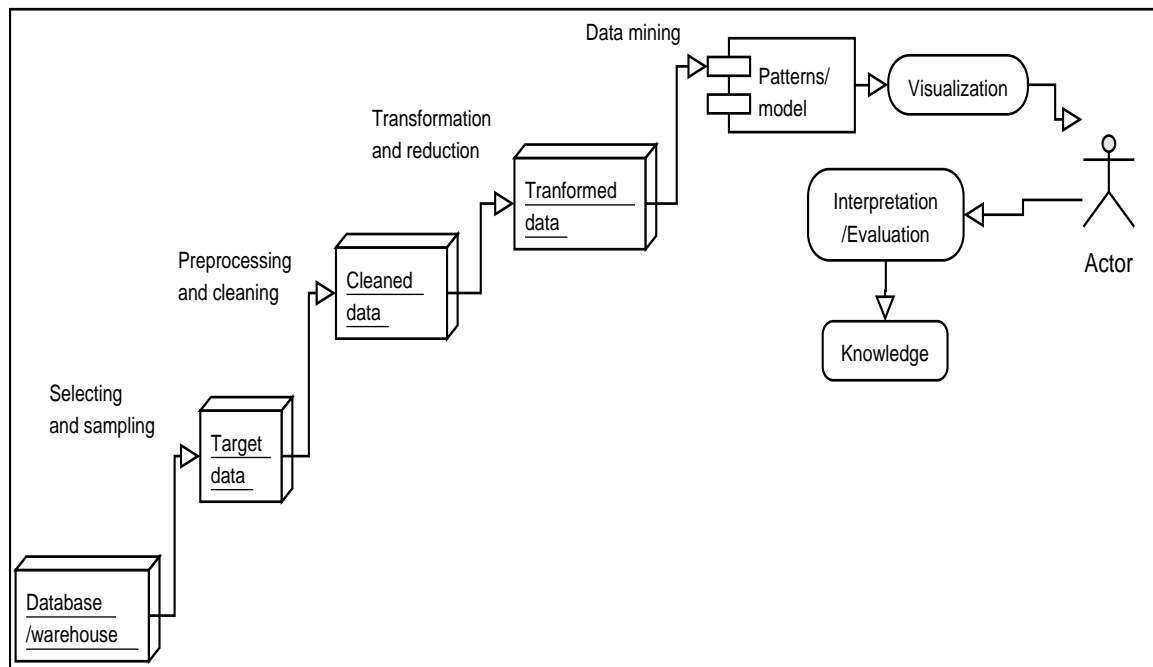 Data mining
Patterns/
model
Visualization
Transformation
and reduction
Tranformed
data
Interpretation
/Evaluation
Actor
Preprocessing
and cleaning
Cleaned
data
Knowledge
Selecting
and sampling
Target
data
Database
/warehouse